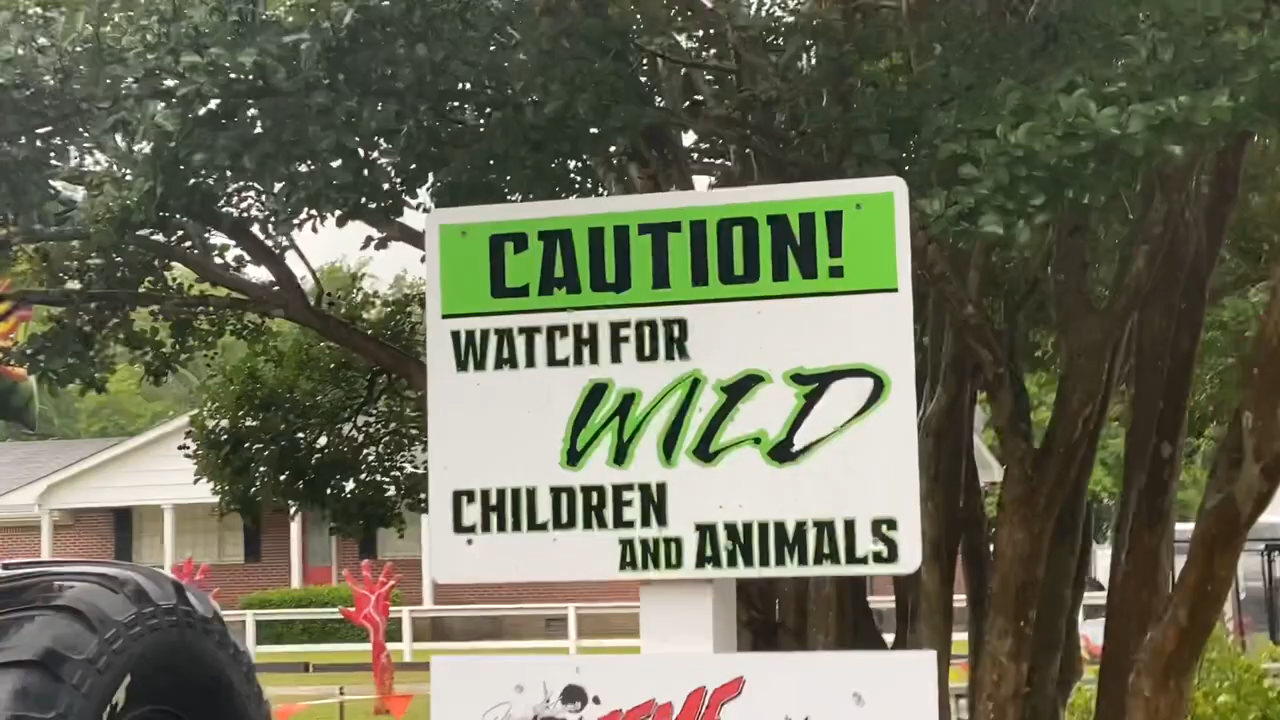 CAUTION!
WATCH FOR
WILD
CHILDREN
AND ANIMALS